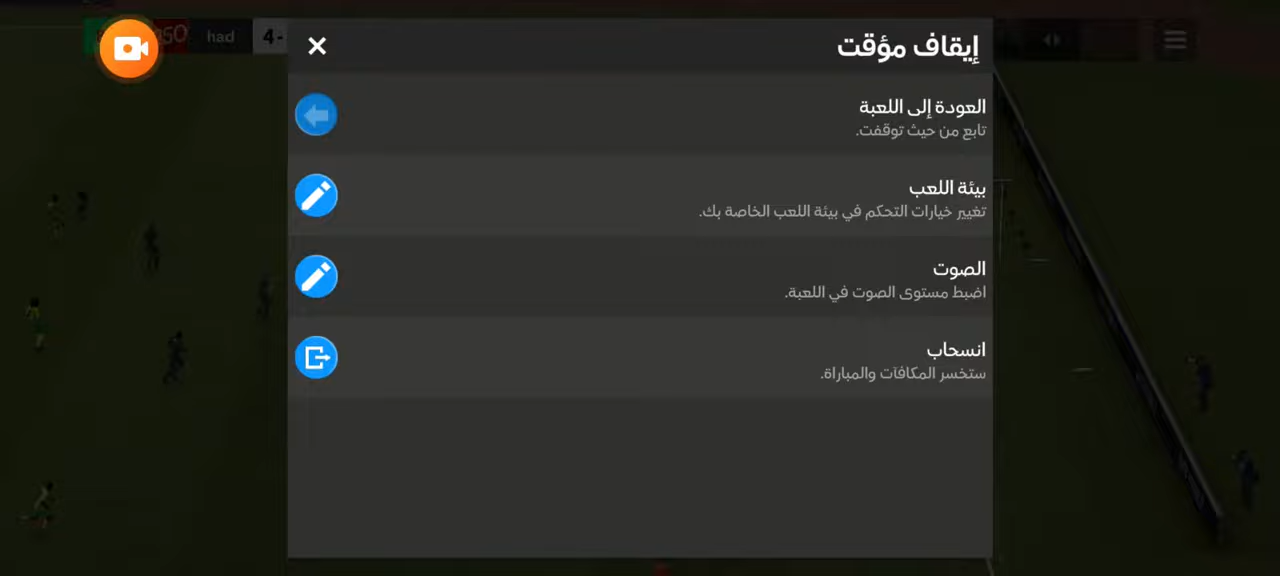 had
4-
إيقاف مؤقت
العودة إلى اللعبة
تابع من حيث توقفت.
بيئة اللعب
تغيير خيارات التحكم في بيئة اللعب الخاصة بك.
الصوت
اضبط مستوى الصوت في اللعبة.
انسحاب
ستخسر المكافآت والمباراة.